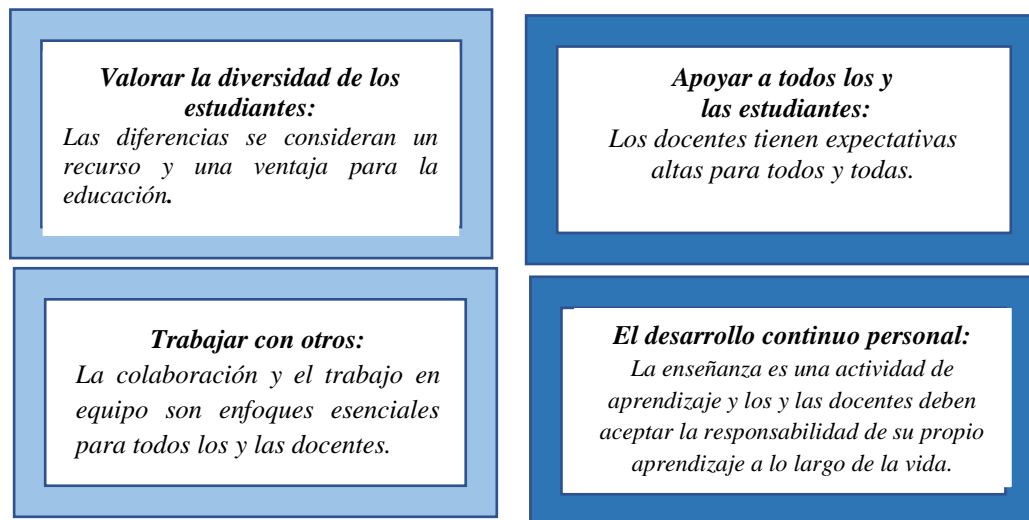 Valorar la diversidad de los
estudiantes:
Las diferencias se consideran un
recurso y una ventaja para la
educación.
Apoyar a todos los y
las estudiantes:
Los docentes tienen expectativas
altas para todos y todas.
Trabajar con otros:
La colaboración y el trabajo en
equipo son enfoques esenciales
para todos los y las docentes.
El desarrollo continuo personal:
La enseñanza es una actividad de
aprendizaje y los y las docentes deben
aceptar la responsabilidad de su propio
aprendizaje a lo largo de la vida.